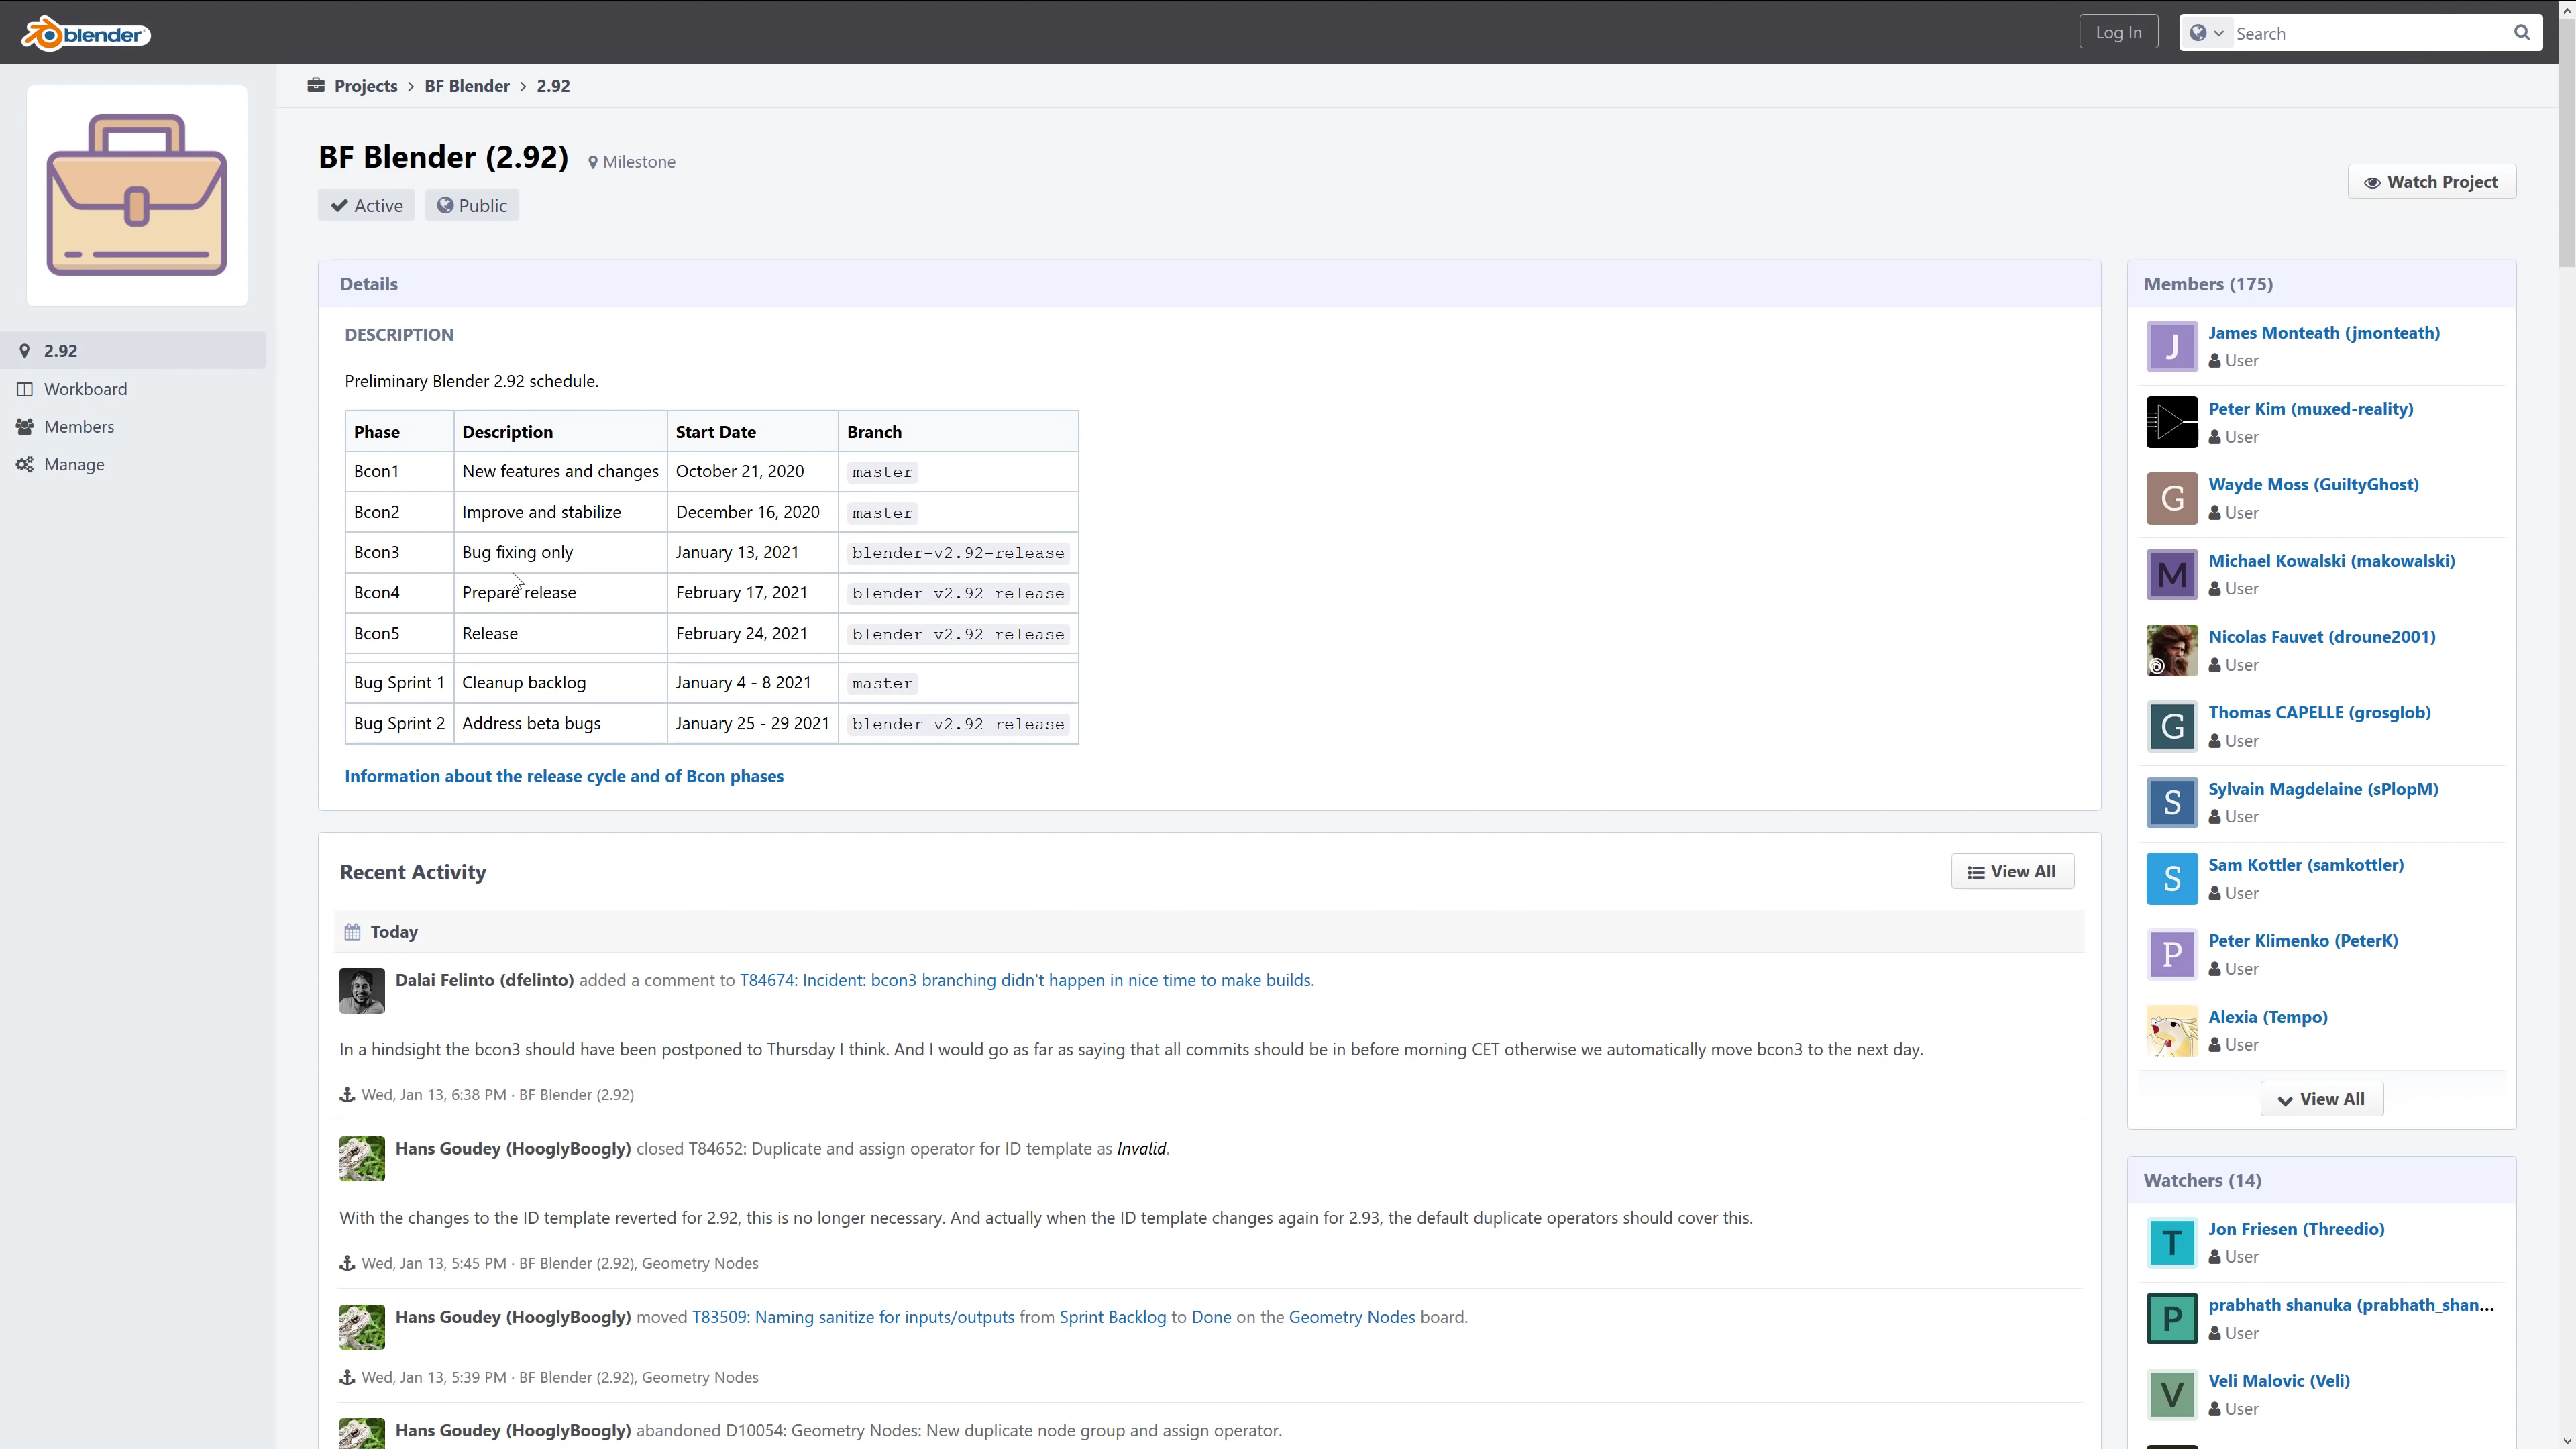 blender
Log In
Search
Projects > BF Blender > 2.92
BF Blender (2.92) Milestone
Watch Project
Active Public
2.92
Workboard
Members
Manage
Details
DESCRIPTION
Preliminary Blender 2.92 schedule.
Phase Description Start Date Branch
Bcon1 New features and changes October 21, 2020 master
Bcon2 Improve and stabilize December 16, 2020 master
Bcon3 Bug fixing only January 13, 2021 blender-v2.92-release
Bcon4 Prepare release February 17, 2021 blender-v2.92-release
Bcon5 Release February 24, 2021 blender-v2.92-release
Bug Sprint 1 Cleanup backlog January 4 - 8 2021 master
Bug Sprint 2 Address beta bugs January 25 - 29 2021 blender-v2.92-release
Information about the release cycle and of Bcon phases
Recent Activity
View All
Today
Dalai Felinto (dfelinto) added a comment to T84674: Incident: bcon3 branching didn't happen in nice time to make builds.
In a hindsight the bcon3 should have been postponed to Thursday I think. And I would go as far as saying that all commits should be in before morning CET otherwise we automatically move bcon3 to the next day.
Wed, Jan 13, 6:38 PM · BF Blender (2.92)
Hans Goudey (HooglyBoogly) closed T84652: Duplicate and assign operator for ID template as Invalid.
With the changes to the ID template reverted for 2.92, this is no longer necessary. And actually when the ID template changes again for 2.93, the default duplicate operators should cover this.
Wed, Jan 13, 5:45 PM · BF Blender (2.92), Geometry Nodes
Hans Goudey (HooglyBoogly) moved T83509: Naming sanitize for inputs/outputs from Sprint Backlog to Done on the Geometry Nodes board.
Wed, Jan 13, 5:39 PM · BF Blender (2.92), Geometry Nodes
Hans Goudey (HooglyBoogly) abandoned D10054: Geometry Nodes: New duplicate node group and assign operator.
Members (175)
J
James Monteath (jmonteath)
User
Peter Kim (muxed-reality)
User
G
Wayde Moss (GuiltyGhost)
User
M
Michael Kowalski (makowalski)
User
Nicolas Fauvet (droune2001)
User
G
Thomas CAPELLE (grosglob)
User
S
Sylvain Magdelaine (sPlopM)
User
S
Sam Kottler (samkottler)
User
P
Peter Klimenko (PeterK)
User
Alexia (Tempo)
User
View All
Watchers (14)
T
Jon Friesen (Threedio)
User
P
prabhath shanuka (prabhath_shan...
User
V
Veli Malovic (Veli)
User